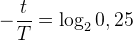 −t/T = log₂ 0,25